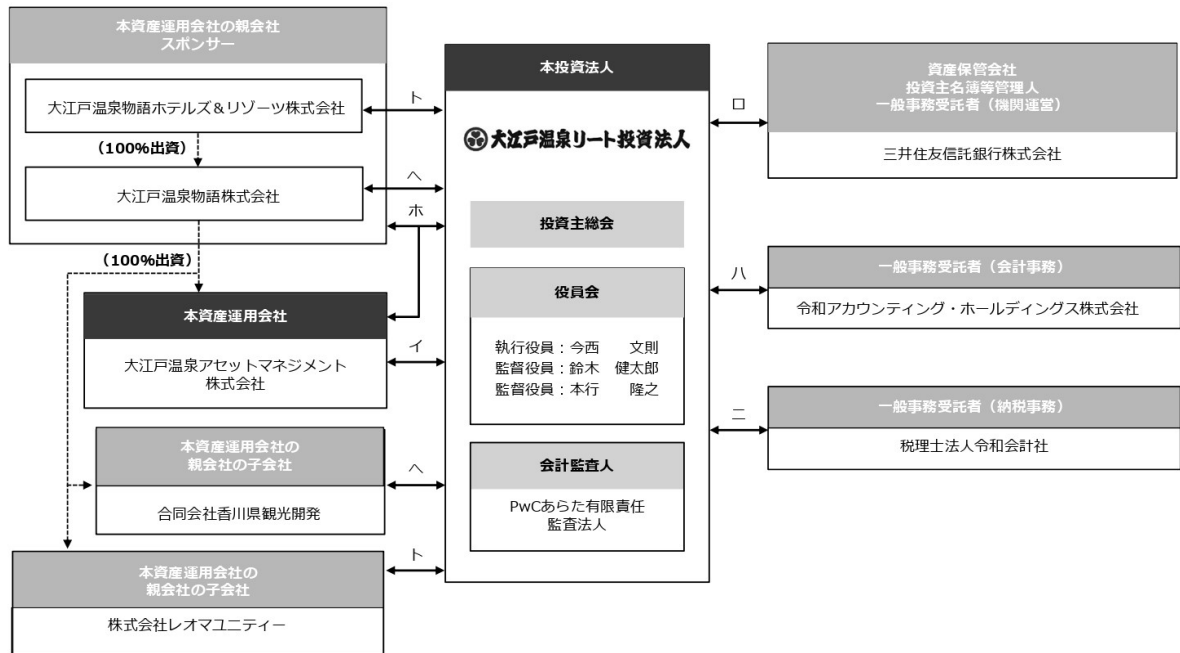 本資産運用会社の親会社
スポンサー
大江戸温泉物語ホテルズ＆リゾーツ株式会社
（100%出資）
大江戸温泉物語株式会社
（100%出資）
本資産運用会社
大江戸温泉アセットマネジメント
株式会社
本資産運用会社の
親会社の子会社
合同会社香川県観光開発
本資産運用会社の
親会社の子会社
株式会社レオマユニティー
ト
ヘ
ホ
イ
ヘ
ト
本投資法人
大江戸温泉リート投資法人
投資主総会
役員会
執行役員：今西　文則
監督役員：鈴木　健太郎
監督役員：本行　隆之
会計監査人
PwCあらた有限責任
監査法人
ロ
ハ
ニ
資産保管会社
投資主名簿等管理人
一般事務受託者（機関運営）
三井住友信託銀行株式会社
一般事務受託者（会計事務）
令和アカウンティング・ホールディングス株式会社
一般事務受託者（納税事務）
税理士法人令和会計社